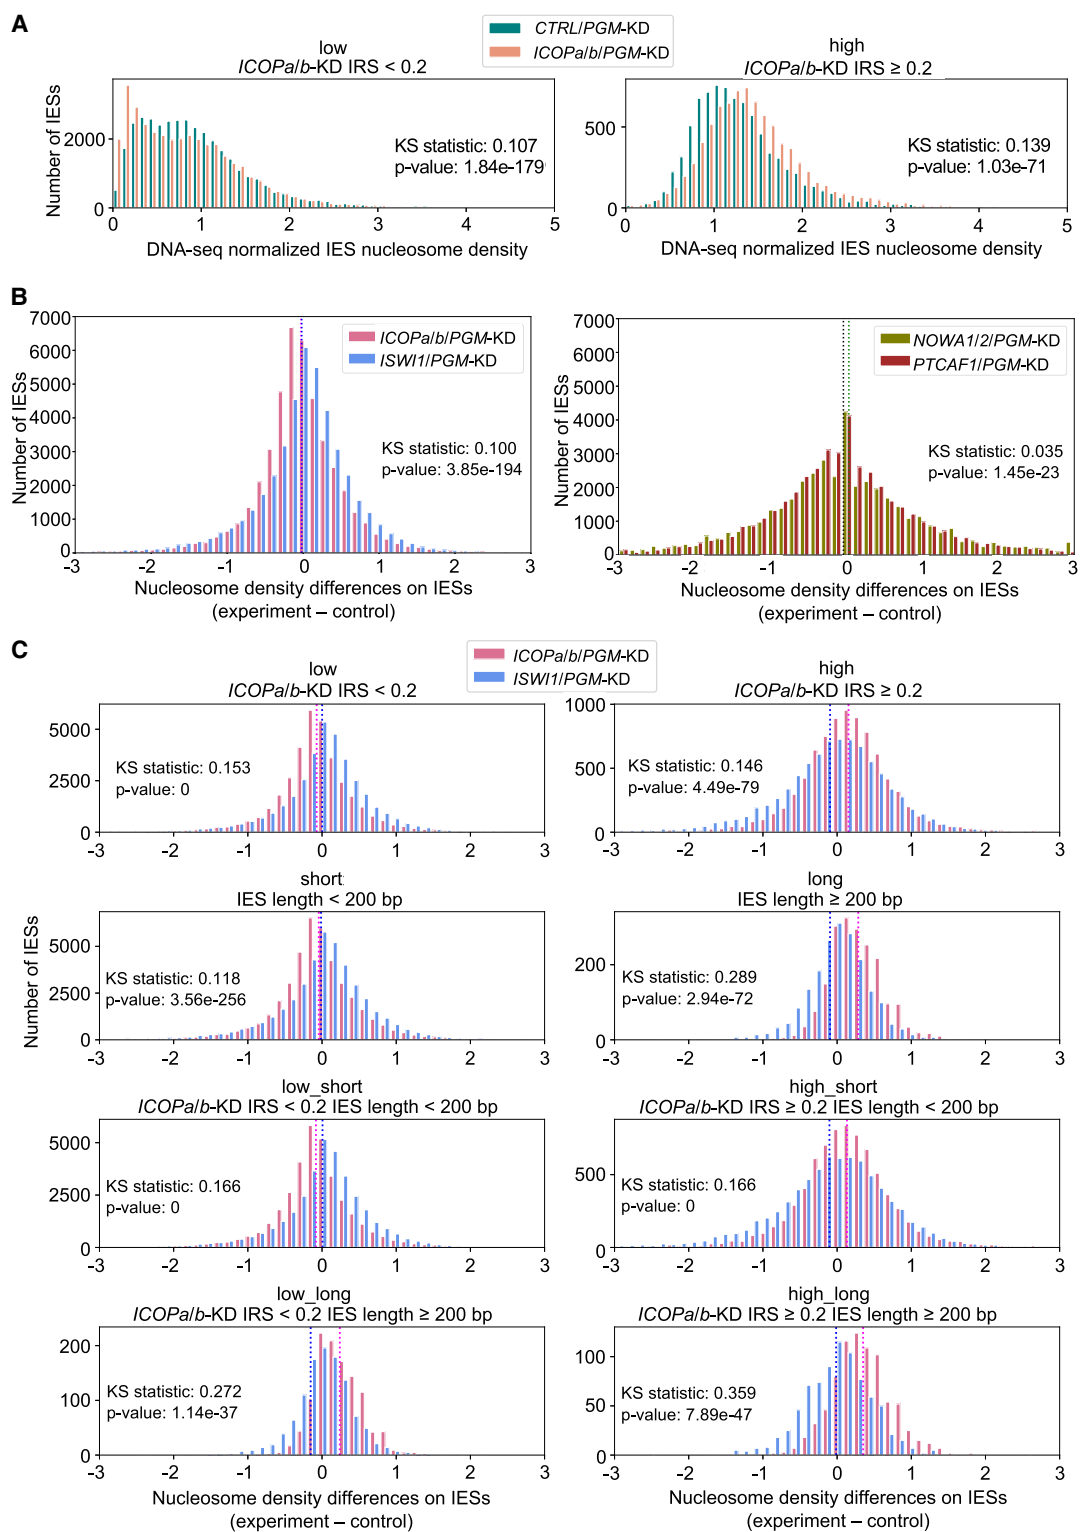 A
CTRL/PGM-KD
ICOPa/b/PGM-KD
low
ICOPa/b-KD IRS < 0.2
high
ICOPa/b-KD IRS ≥ 0.2
Number of IESs
2000
0
KS statistic: 0.107
p-value: 1.84e-179
0 1 2 3 4 5
DNA-seq normalized IES nucleosome density
500
0
KS statistic: 0.139
p-value: 1.03e-71
0 1 2 3 4 5
DNA-seq normalized IES nucleosome density
B
Number of IESs
7000
6000
5000
4000
3000
2000
1000
0
ICOPa/b/PGM-KD
ISWI1/PGM-KD
KS statistic: 0.100
p-value: 3.85e-194
-3 -2 -1 0 1 2 3
Nucleosome density differences on IESs
(experiment – control)
Number of IESs
7000
6000
5000
4000
3000
2000
1000
0
NOWA1/2/PGM-KD
PTCAF1/PGM-KD
KS statistic: 0.035
p-value: 1.45e-23
-3 -2 -1 0 1 2 3
Nucleosome density differences on IESs
(experiment – control)
C
ICOPa/b/PGM-KD
ISWI1/PGM-KD
low
ICOPa/b-KD IRS < 0.2
5000
2500
0
KS statistic: 0.153
p-value: 0
-3 -2 -1 0 1 2 3
high
ICOPa/b-KD IRS ≥ 0.2
1000
500
0
KS statistic: 0.146
p-value: 4.49e-79
-3 -2 -1 0 1 2 3
Number of IESs
short
IES length < 200 bp
5000
2500
0
KS statistic: 0.118
p-value: 3.56e-256
-3 -2 -1 0 1 2 3
long
IES length ≥ 200 bp
200
0
KS statistic: 0.289
p-value: 2.94e-72
-3 -2 -1 0 1 2 3
low_short
ICOPa/b-KD IRS < 0.2 IES length < 200 bp
5000
2500
0
KS statistic: 0.166
p-value: 0
-3 -2 -1 0 1 2 3
high_short
ICOPa/b-KD IRS ≥ 0.2 IES length < 200 bp
500
0
KS statistic: 0.166
p-value: 0
-3 -2 -1 0 1 2 3
low_long
ICOPa/b-KD IRS < 0.2 IES length ≥ 200 bp
200
100
0
KS statistic: 0.272
p-value: 1.14e-37
-3 -2 -1 0 1 2 3
Nucleosome density differences on IESs
(experiment – control)
high_long
ICOPa/b-KD IRS ≥ 0.2 IES length ≥ 200 bp
100
50
0
KS statistic: 0.359
p-value: 7.89e-47
-3 -2 -1 0 1 2 3
Nucleosome density differences on IESs
(experiment – control)